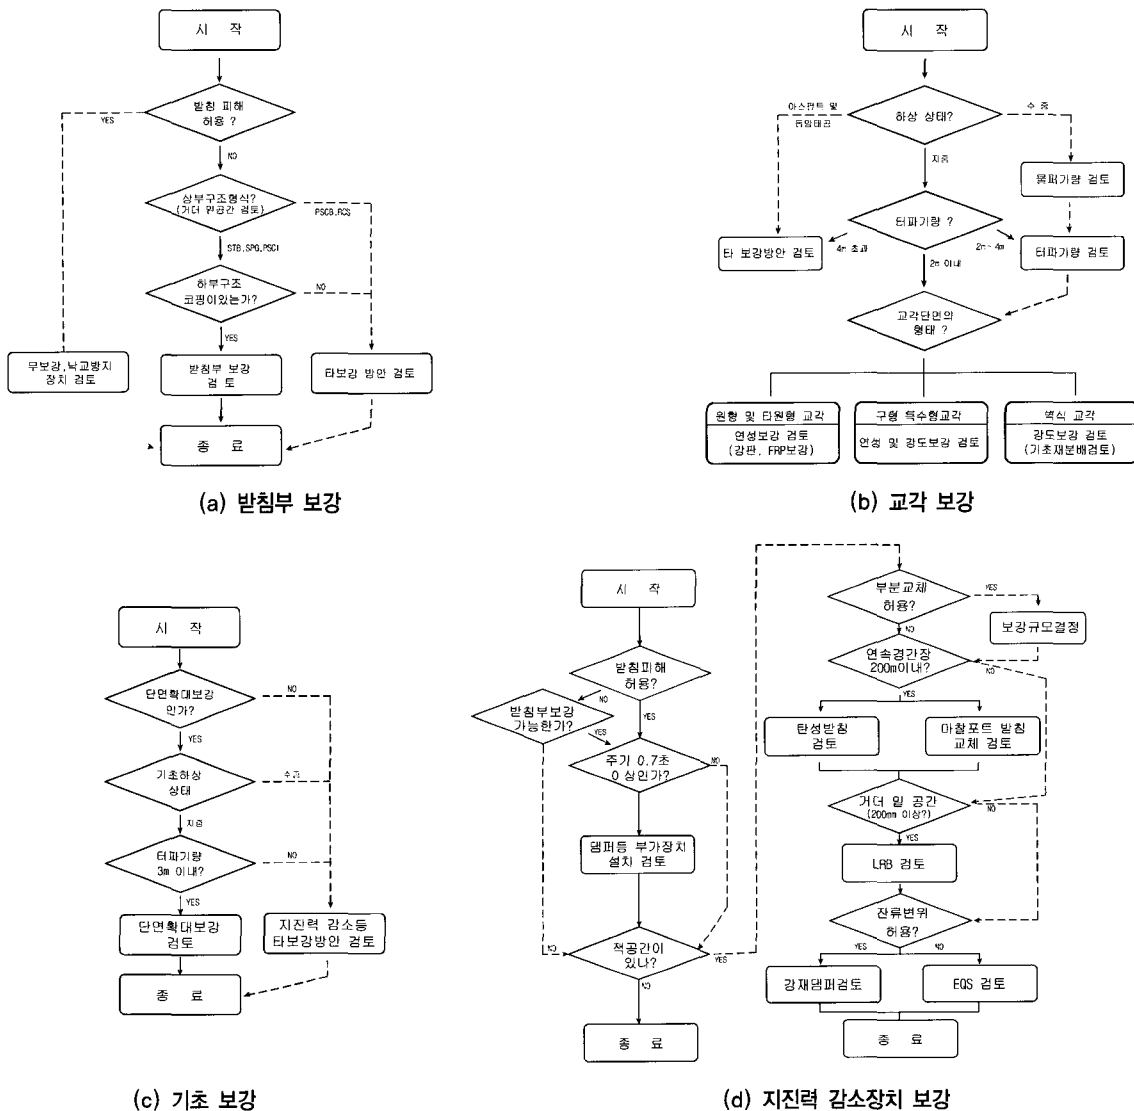 시 작
받침 피해
허용 ?
YES
NO
상부구조형식?
(거더 밑공간 검토)
PSCB,RCS
STB,SPG,PSCI
하부구조
코핑이있는가?
NO
YES
무보강,낙교방지
장치 검토
받침부 보강
검 토
타보강 방안 검토
종 료
(a) 받침부 보강
시 작
아스팔트 및
하상 상태?
수 중
지중
물퍼기량 검토
터파기량 ?
타 보강방안 검토
4m 초과
2m~4m
터파기량 검토
2m 이내
교각단면의
형태 ?
원형 및 타원형 교각
연성보강 검토
(강판, FRP보강)
구형 특수형교각
연성 및 강도보강 검토
벽식 교각
강도보강 검토
(기초재분배검토)
(b) 교각 보강
시 작
단면확대보강
인가?
NO
YES
기초하상
상태
수중
지중
터파기량
3m 이내?
NO
YES
단면확대보강
검토
지진력 감소등
타보강방안 검토
종 료
(c) 기초 보강
시 작
받침피해
허용?
NO
YES
받침부보강
가능한가?
YES
주기 0.7초
이상인가?
NO
댐퍼등 부가장치
설치 검토
NO
적공간이
있나?
YES
NO
종 료
부분교체
허용?
YES
NO
보강규모결정
연속경간장
200m이내?
NO
YES
탄성받침
검토
마찰포트 받침
교체 검토
거더 밑 공간
(200mm 이상?)
NO
YES
LRB 검토
잔류변위
허용?
YES
NO
강재댐퍼검토
EQS 검토
종 료
(d) 지진력 감소장치 보강